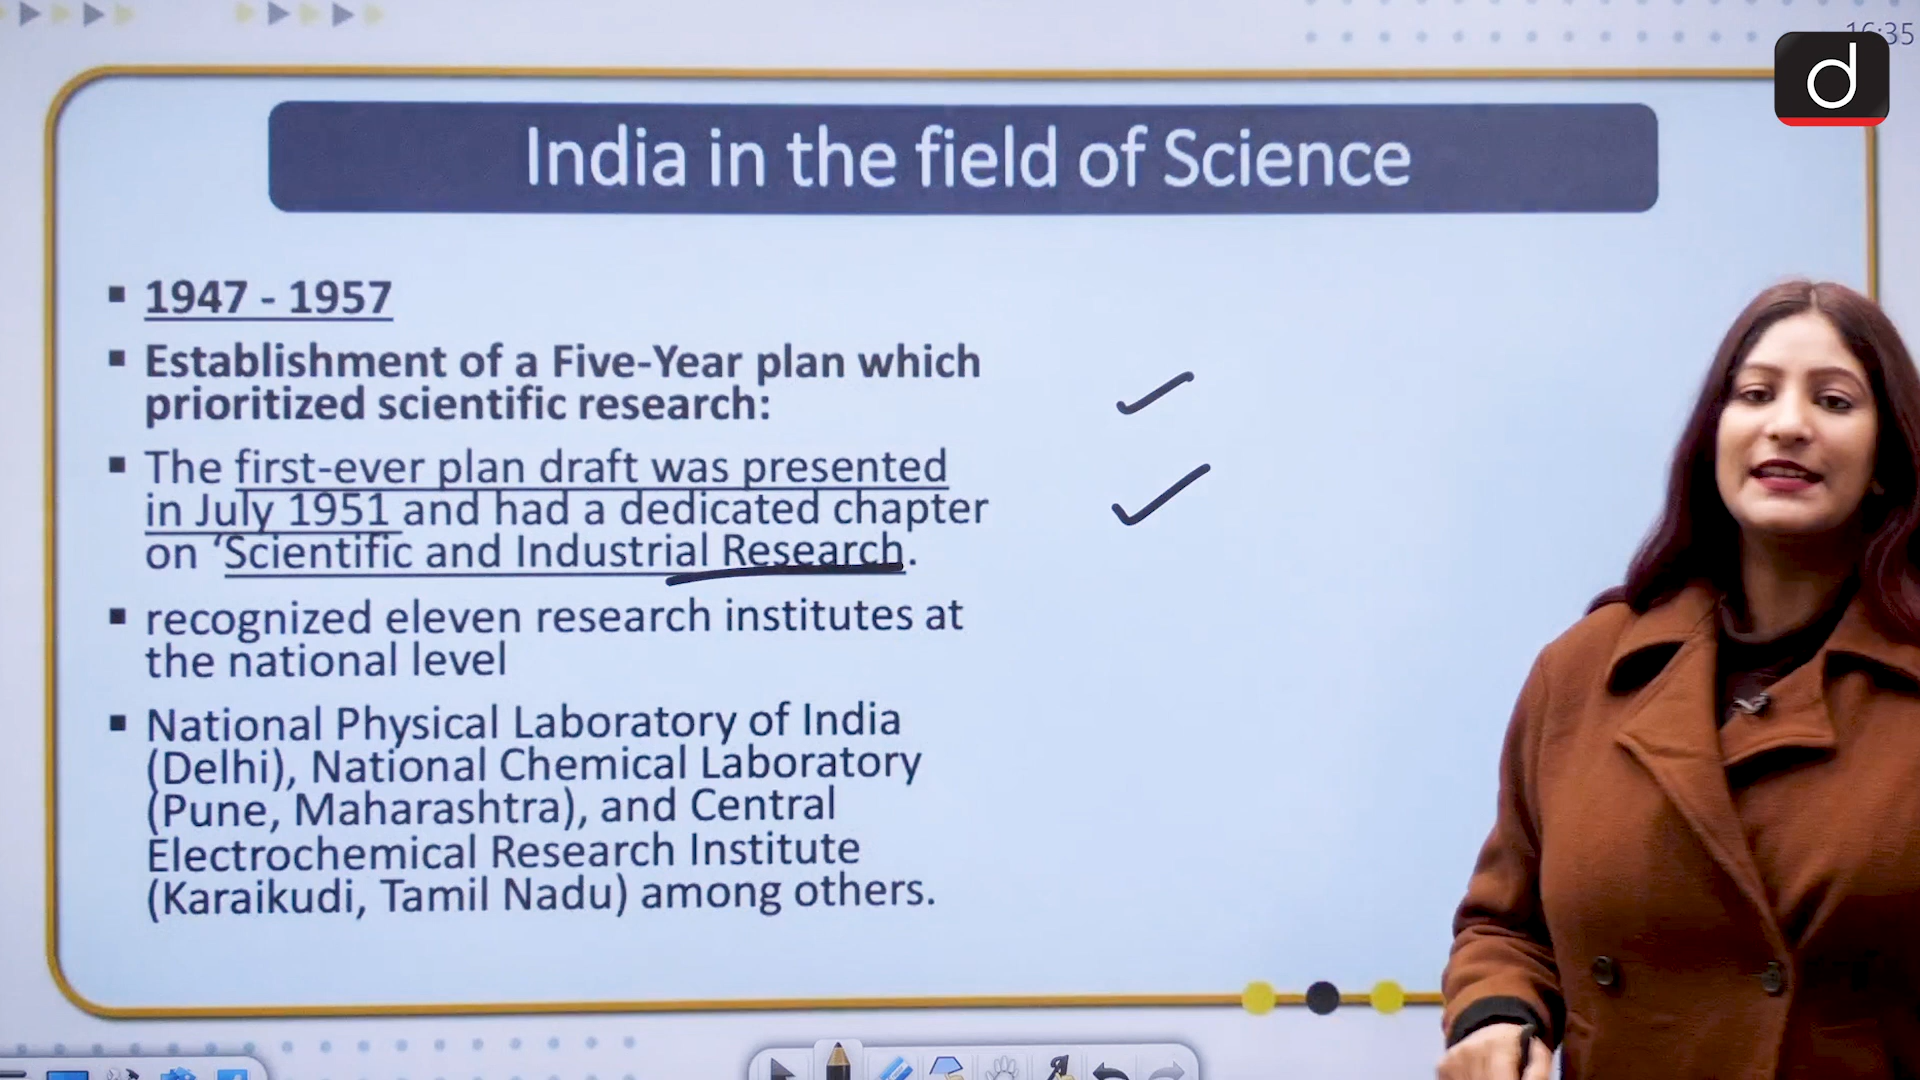 16:35
d
India in the field of Science
1947 - 1957
Establishment of a Five-Year plan which
prioritized scientific research:
The first-ever plan draft was presented
in July 1951 and had a dedicated chapter
on ‘Scientific and Industrial Research.
recognized eleven research institutes at
the national level
National Physical Laboratory of India
(Delhi), National Chemical Laboratory
(Pune, Maharashtra), and Central
Electrochemical Research Institute
(Karaikudi, Tamil Nadu) among others.